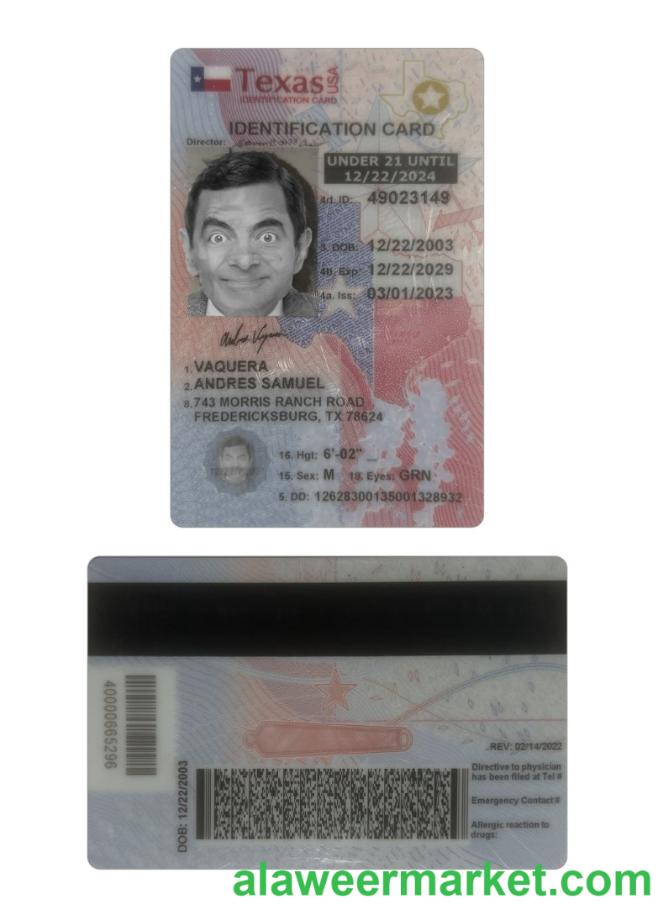 Texas USA
IDENTIFICATION CARD
IDENTIFICATION CARD
Director:
UNDER 21 UNTIL
12/22/2024
4d. ID: 49023149
3. DOB: 12/22/2003
4b. Exp: 12/22/2029
4a. Iss: 03/01/2023
1. VAQUERA
2. ANDRES SAMUEL
8. 743 MORRIS RANCH ROAD
FREDERICKSBURG, TX 78624
16. Hgt: 6'-02" _
15. Sex: M 18. Eyes: GRN
5. DD: 12628300135001328932
40000665296
DOB: 12/22/2003
REV: 02/14/2022
Directive to physician
has been filed at Tel #
Emergency Contact #
Allergic reaction to
drugs:
alaweermarket.com